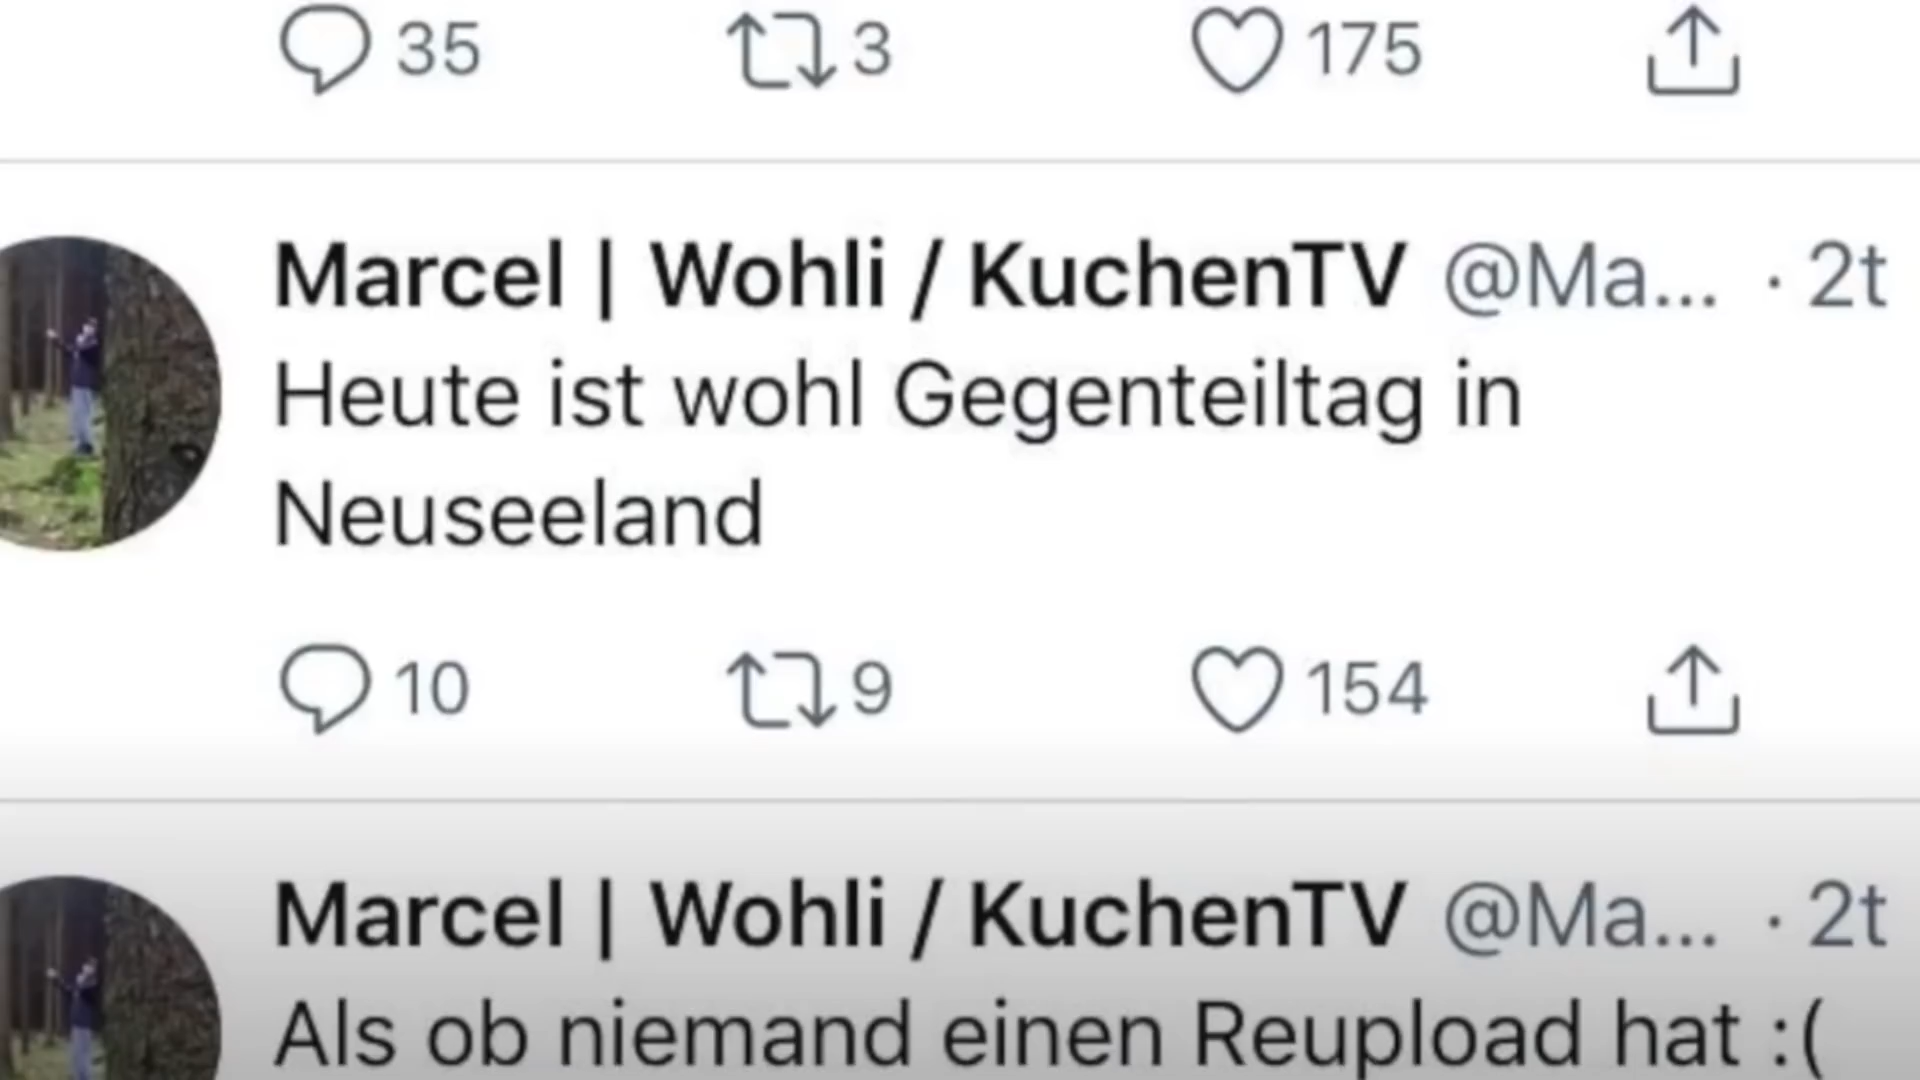 35 3 175
Marcel | Wohli / KuchenTV @Ma... · 2t
Heute ist wohl Gegenteiltag in
Neuseeland
10 9 154
Marcel | Wohli / KuchenTV @Ma... · 2t
Als ob niemand einen Reupload hat :(